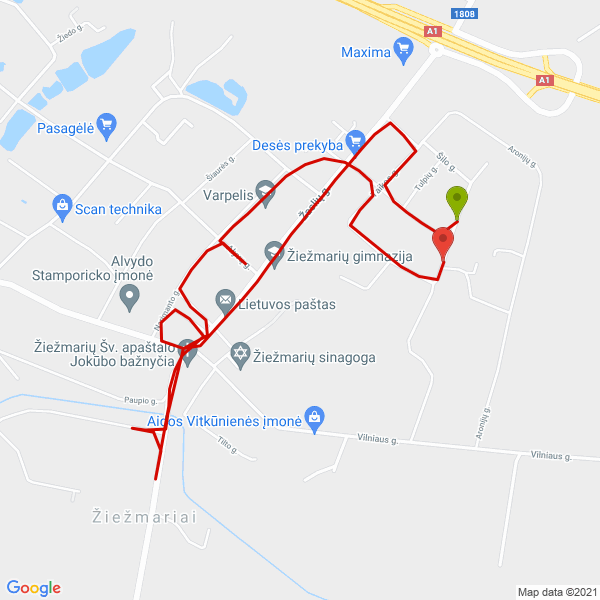 1808
A1
Žiedo g.
Maxima
A1
Pasagėlė
Desės prekyba
Aronijų g.
Šilo g.
Šiaurės g.
Tulpių g.
Varpelis
Žaslių g.
Scan technika
Alvydo
Stamporicko įmonė
Žiežmarių gimnazija
Lietuvos paštas
Žiežmarių Šv. apaštalo
Jokūbo bažnyčia
Žiežmarių sinagoga
Paupio g.
Aidos Vitkūnienės įmonė
Tilto g.
Vilniaus g.
Aronijų g.
Vilniaus g.
Žiežmariai
Google
Map data ©2021